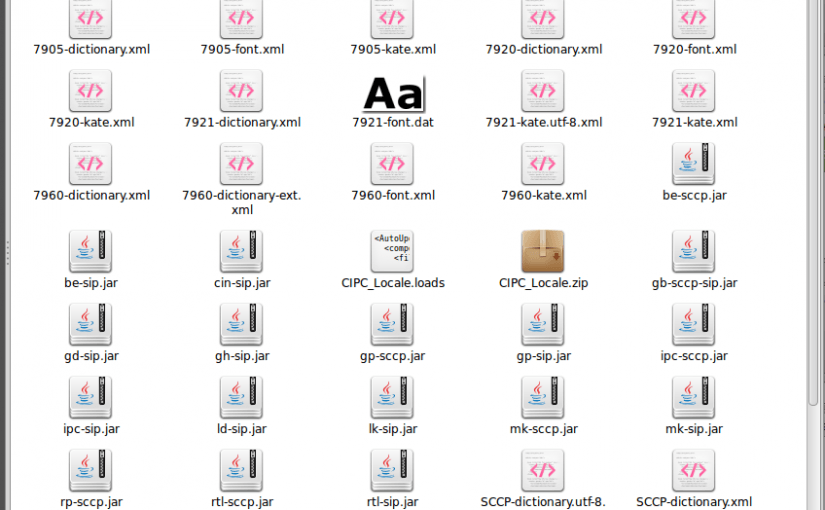 7905-dictionary.xml
7905-font.xml
7905-kate.xml
7920-dictionary.xml
7920-font.xml
7920-kate.xml
7921-dictionary.xml
Aa
7921-font.dat
7921-kate.utf-8.xml
7921-kate.xml
7960-dictionary.xml
7960-dictionary-ext.
xml
7960-font.xml
7960-kate.xml
be-sccp.jar
be-sip.jar
cin-sip.jar
<AutoUp
<comp
<fi
CIPC_Locale.loads
CIPC_Locale.zip
gb-sccp-sip.jar
gd-sip.jar
gh-sip.jar
gp-sccp.jar
gp-sip.jar
ipc-sccp.jar
ipc-sip.jar
ld-sip.jar
lk-sip.jar
mk-sccp.jar
mk-sip.jar
rp-sccp.jar
rtl-sccp.jar
rtl-sip.jar
SCCP-dictionary.utf-8.
SCCP-dictionary.xml